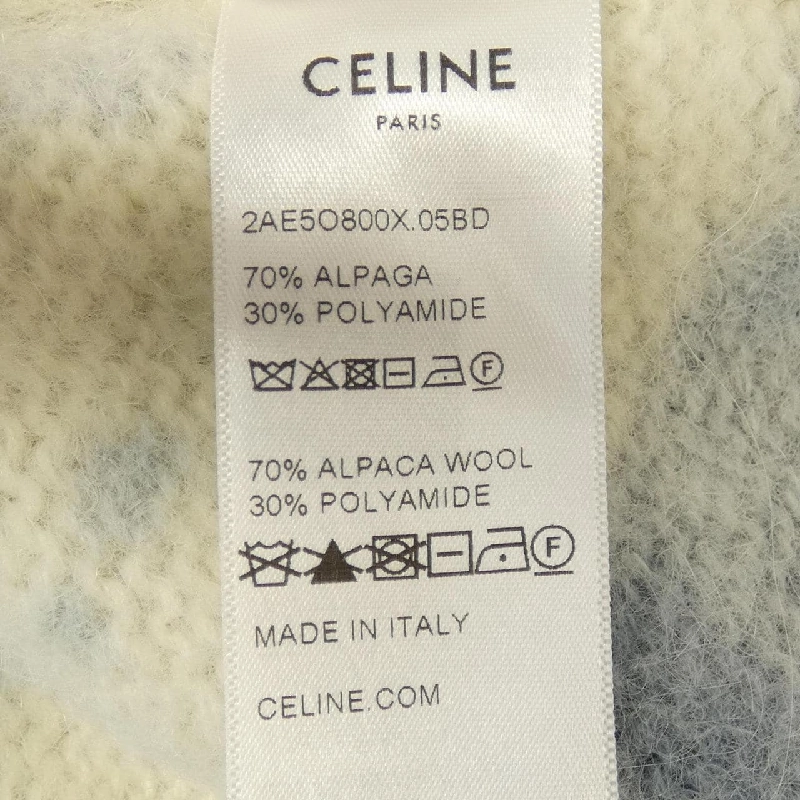 CELINE
PARIS
2AE5O800X.05BD
70% ALPAGA
30% POLYAMIDE
F
70% ALPACA WOOL
30% POLYAMIDE
F
MADE IN ITALY
CELINE.COM